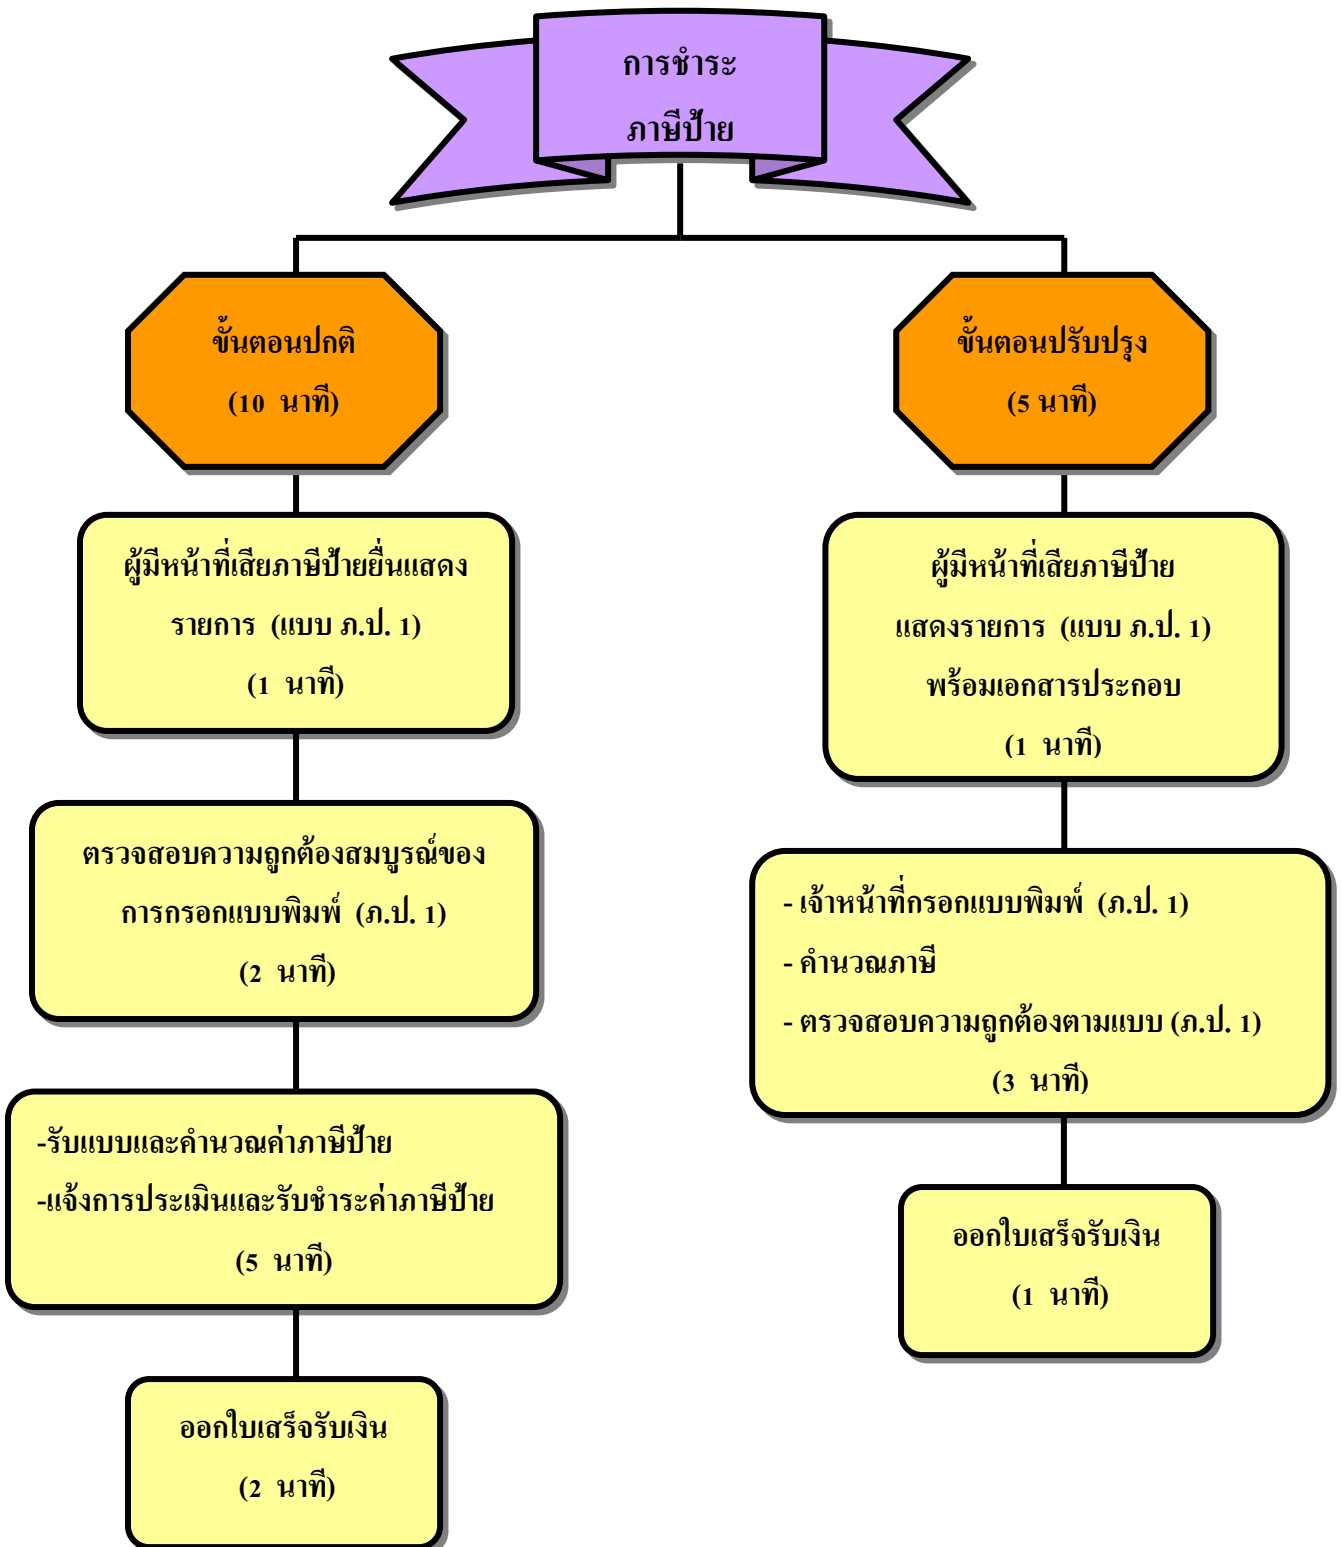 การชำระ
ภาษีป้าย
ขั้นตอนปกติ
(10 นาที)
ผู้มีหน้าที่เสียภาษีป้ายยื่นแสดง
รายการ (แบบ ภ.ป. 1)
(1 นาที)
ตรวจสอบความถูกต้องสมบูรณ์ของ
การกรอกแบบพิมพ์ (ภ.ป. 1)
(2 นาที)
-รับแบบและคำนวณค่าภาษีป้าย
-แจ้งการประเมินและรับชำระค่าภาษีป้าย
(5 นาที)
ออกใบเสร็จรับเงิน
(2 นาที)
ขั้นตอนปรับปรุง
(5 นาที)
ผู้มีหน้าที่เสียภาษีป้าย
แสดงรายการ (แบบ ภ.ป. 1)
พร้อมเอกสารประกอบ
(1 นาที)
- เจ้าหน้าที่กรอกแบบพิมพ์ (ภ.ป. 1)
- คำนวณภาษี
- ตรวจสอบความถูกต้องตามแบบ (ภ.ป. 1)
(3 นาที)
ออกใบเสร็จรับเงิน
(1 นาที)